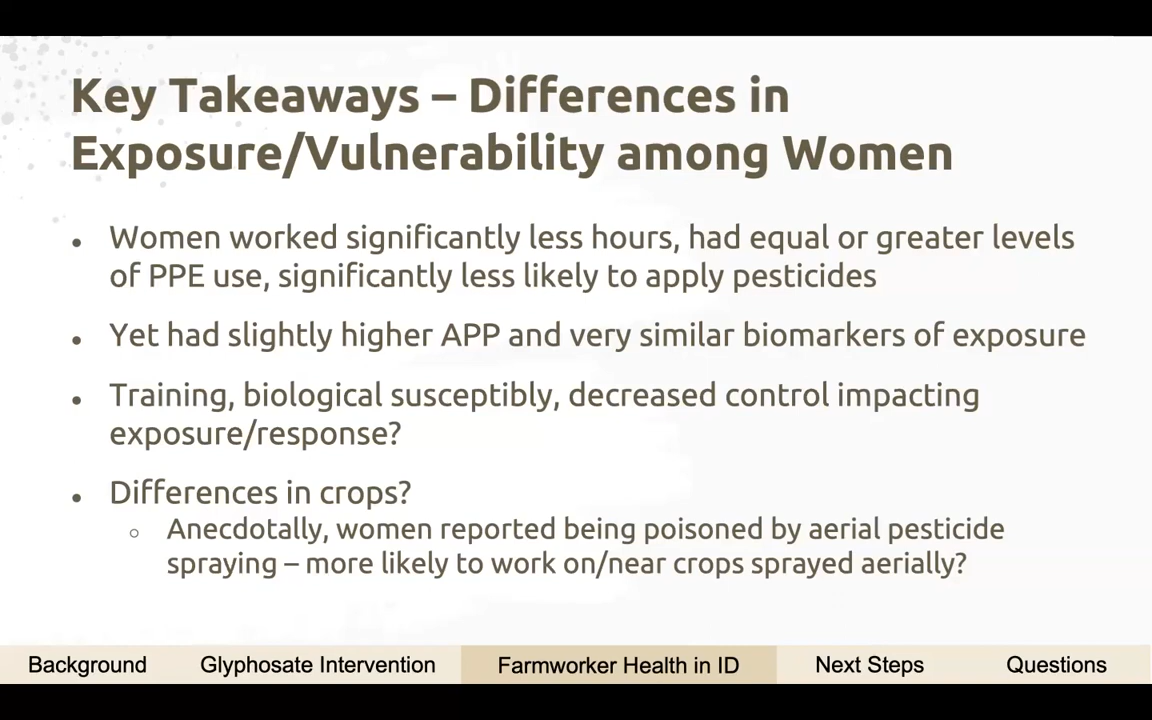 Key Takeaways – Differences in
Exposure/Vulnerability among Women
• Women worked significantly less hours, had equal or greater levels
of PPE use, significantly less likely to apply pesticides
• Yet had slightly higher APP and very similar biomarkers of exposure
• Training, biological susceptibly, decreased control impacting
exposure/response?
• Differences in crops?
○ Anecdotally, women reported being poisoned by aerial pesticide
spraying – more likely to work on/near crops sprayed aerially?
Background Glyphosate Intervention Farmworker Health in ID Next Steps Questions